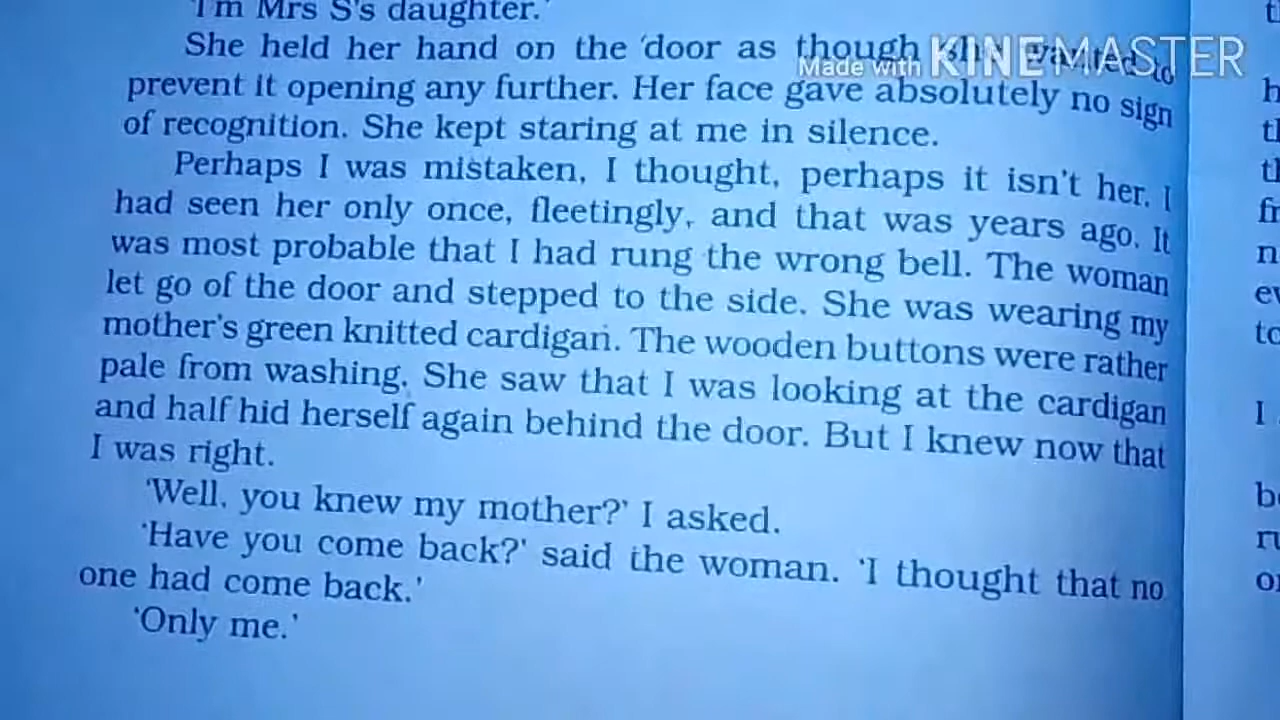 'I'm Mrs S's daughter.'
She held her hand on the door as though she wanted to
Made with KINEMASTER
prevent it opening any further. Her face gave absolutely no sign
of recognition. She kept staring at me in silence.
Perhaps I was mistaken, I thought, perhaps it isn't her. I
had seen her only once, fleetingly, and that was years ago. It
was most probable that I had rung the wrong bell. The woman
let go of the door and stepped to the side. She was wearing my
mother's green knitted cardigan. The wooden buttons were rather
pale from washing. She saw that I was looking at the cardigan
and half hid herself again behind the door. But I knew now that
I was right.
'Well, you knew my mother?' I asked.
'Have you come back?' said the woman. 'I thought that no
one had come back.'
'Only me.'